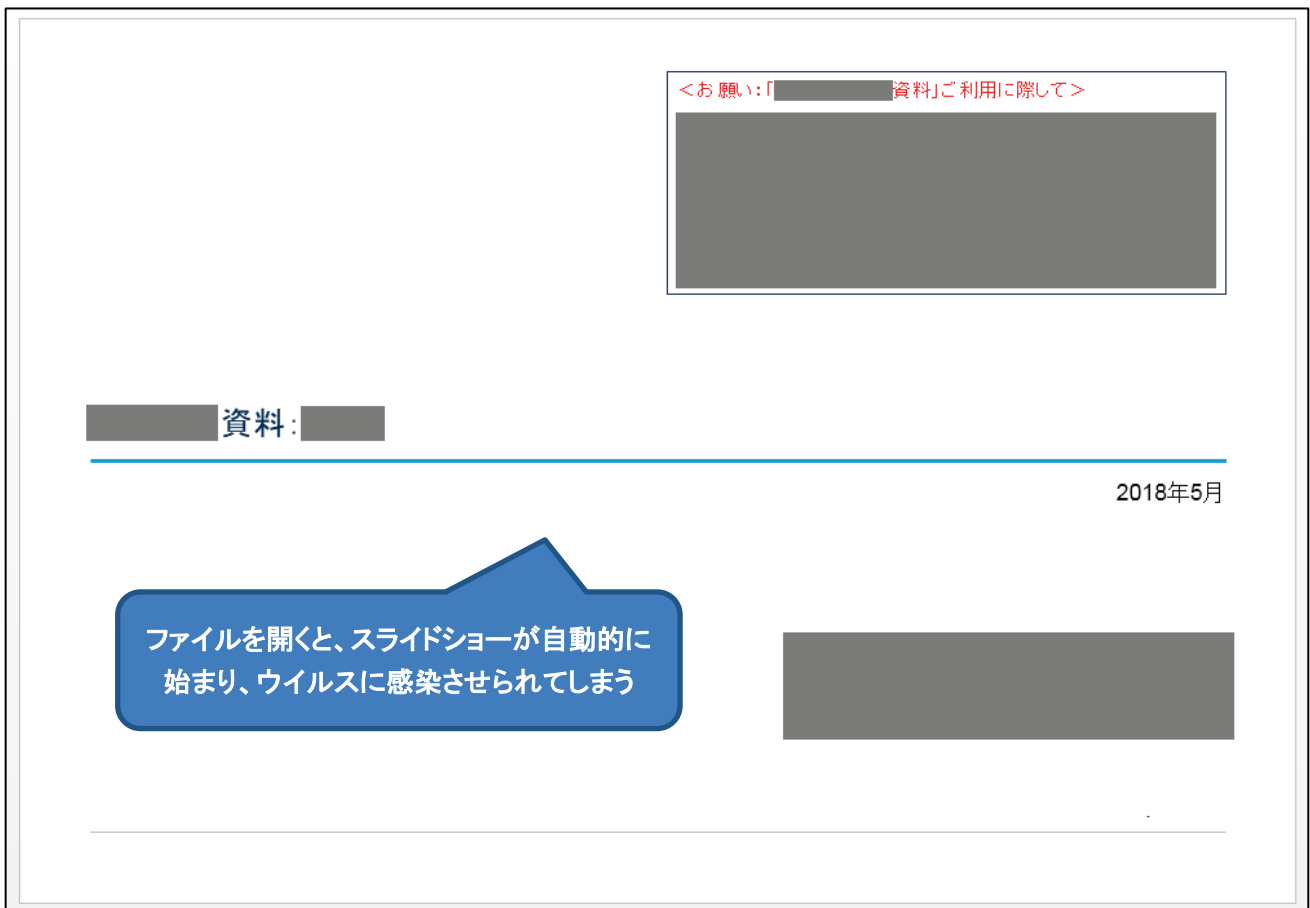 ＜お願い：「資料」ご利用に際して＞
資料：
2018年5月
ファイルを開くと、スライドショーが自動的に
始まり、ウイルスに感染させられてしまう